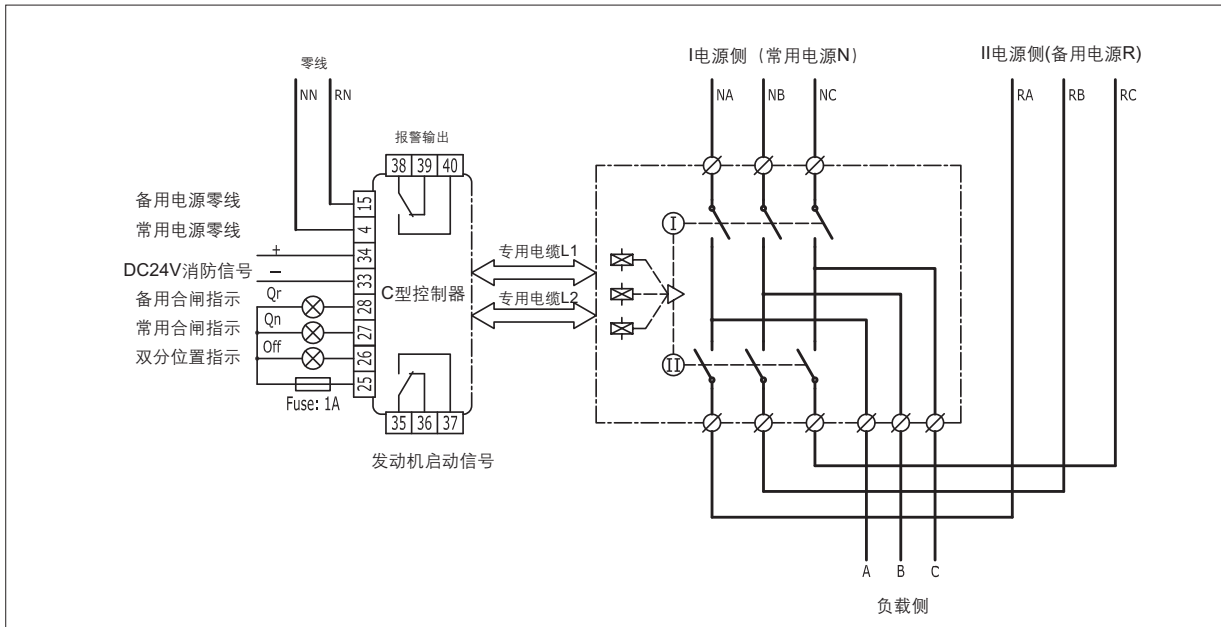 零线
I电源侧（常用电源N）
II电源侧(备用电源R)
NN RN
NA NB NC
RA RB RC
报警输出
38 39 40
备用电源零线
15
常用电源零线
4
+
34
DC24V消防信号
−
33
备用合闸指示
Qr
28
常用合闸指示
Qn
27
双分位置指示
Off
26
25
Fuse: 1A
C型控制器
专用电缆L1
专用电缆L2
I
II
35 36 37
发动机启动信号
A B C
负载侧